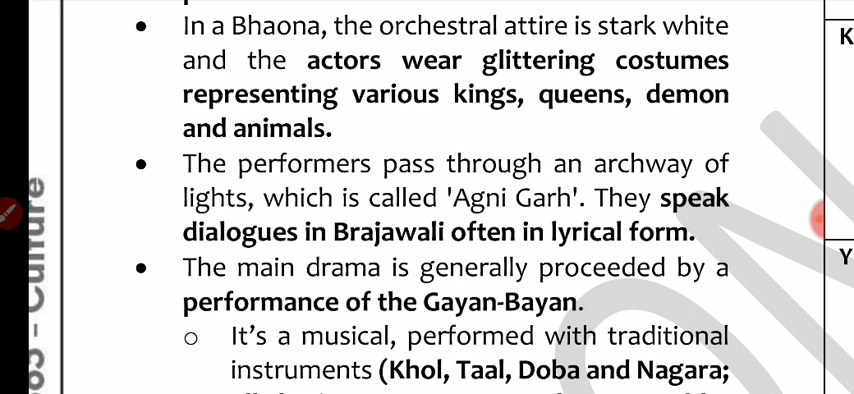 • In a Bhaona, the orchestral attire is stark white
and the actors wear glittering costumes
representing various kings, queens, demon
and animals.
• The performers pass through an archway of
lights, which is called 'Agni Garh'. They speak
dialogues in Brajawali often in lyrical form.
• The main drama is generally proceeded by a
performance of the Gayan-Bayan.
o It's a musical, performed with traditional
instruments (Khol, Taal, Doba and Nagara;
K
Y
- Culture